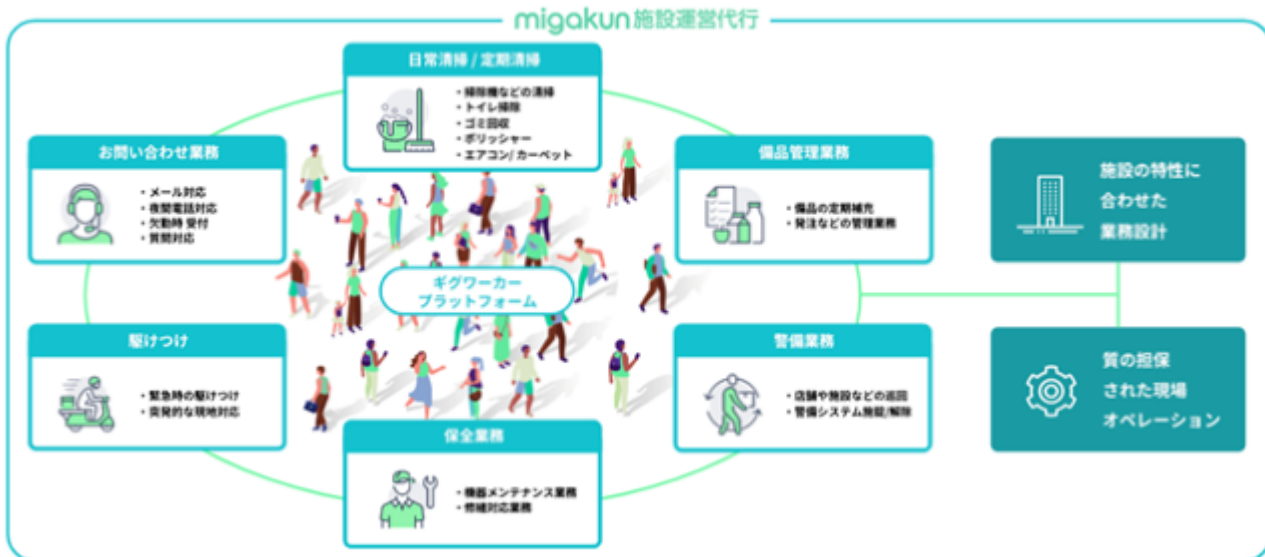 migakun施設運営代行
日常清掃 / 定期清掃
・掃除機などの清掃
・トイレ掃除
・ゴミ回収
・ポリッシャー
・エアコン/ カーペット
お問い合わせ業務
・メール対応
・夜間電話対応
・欠勤時 受付
・質問対応
備品管理業務
・備品の定期補充
・発注などの管理業務
施設の特性に
合わせた
業務設計
ギグワーカー
プラットフォーム
駆けつけ
・緊急時の駆けつけ
・突発的な現地対応
警備業務
・店舗や施設などの巡回
・警備システム施錠/解除
質の担保
された現場
オペレーション
保全業務
・機器メンテナンス業務
・修繕対応業務